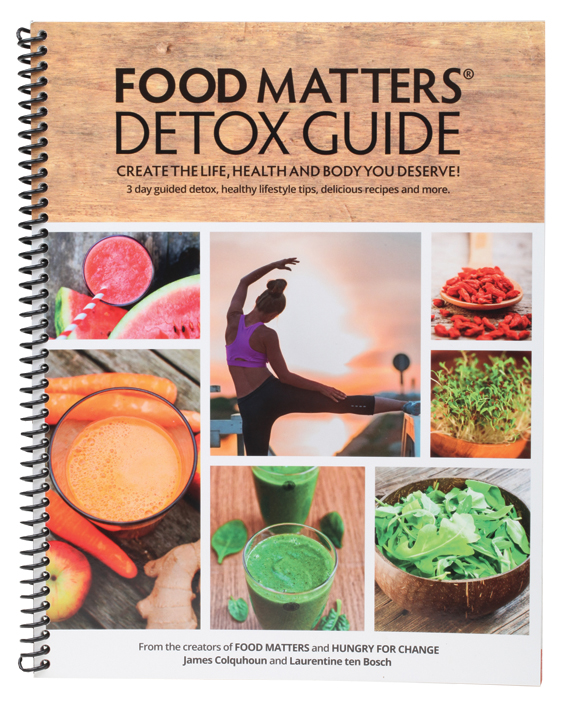 FOOD MATTERS®
DETOX GUIDE
CREATE THE LIFE, HEALTH AND BODY YOU DESERVE!
3 day guided detox, healthy lifestyle tips, delicious recipes and more.
From the creators of FOOD MATTERS and HUNGRY FOR CHANGE
James Colquhoun and Laurentine ten Bosch